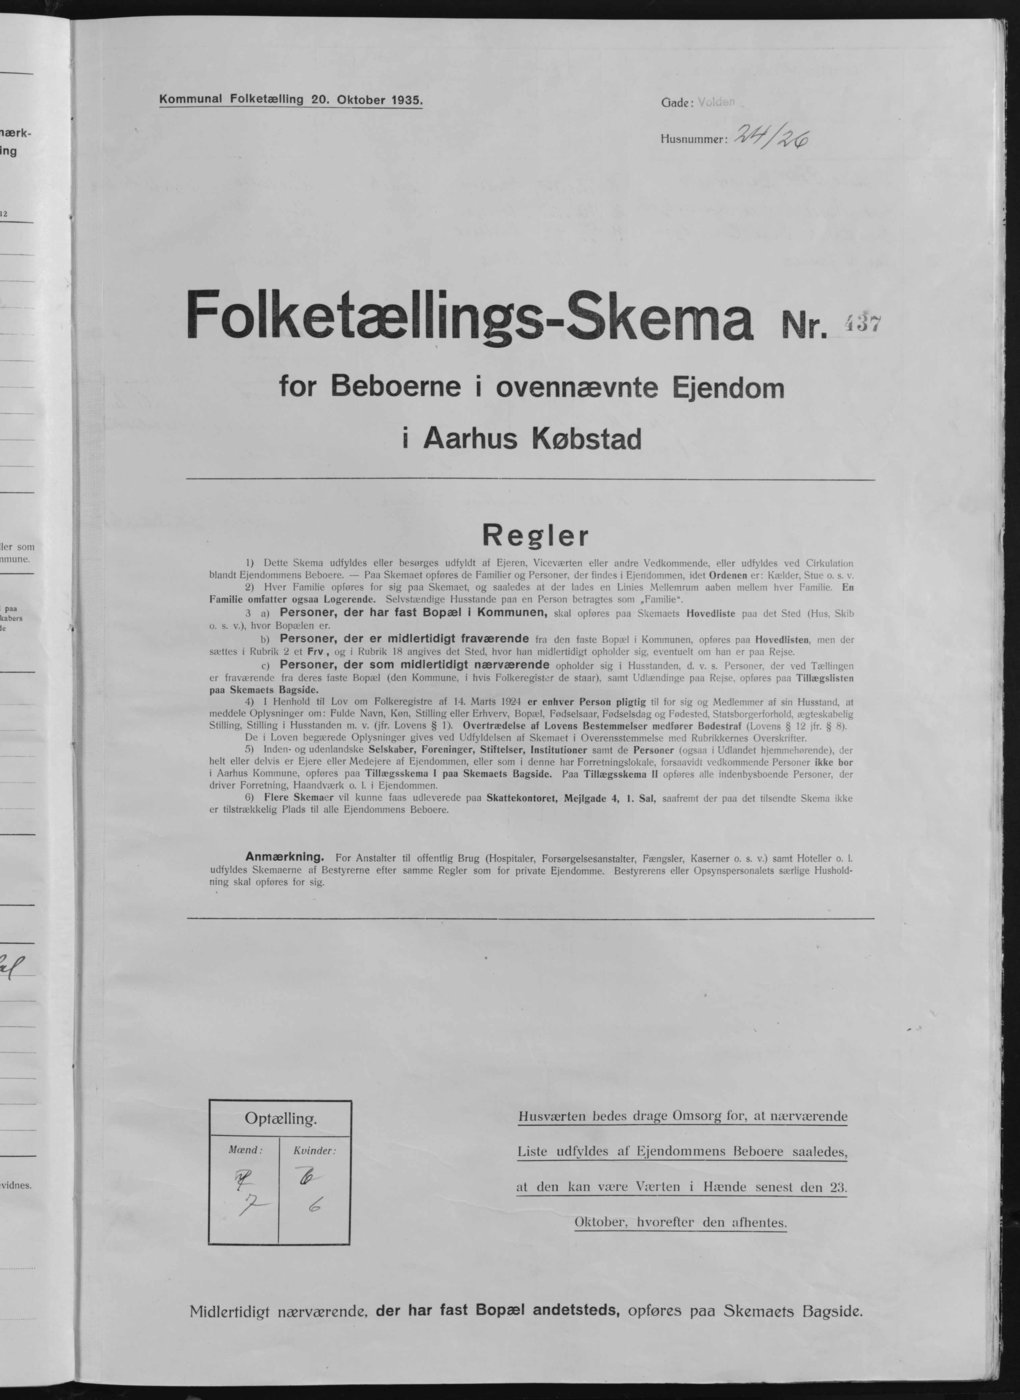 Kommunal Folketælling 20. Oktober 1935.
Gade: Volden
Husnummer: 24/26
Folketællings-Skema Nr. 437
for Beboerne i ovennævnte Ejendom
i Aarhus Købstad
Regler
1) Dette Skema udfyldes eller besørges udfyldt af Ejeren, Viceværten eller andre Vedkommende, eller udfyldes ved Cirkulation
blandt Ejendommens Beboere. — Paa Skemaet opføres de Familier og Personer, der findes i Ejendommen, idet Ordenen er: Kælder, Stue o. s. v.
2) Hver Familie opføres for sig paa Skemaet, og saaledes at der lades en Linies Mellemrum aaben mellem hver Familie. En
Familie omfatter ogsaa Logerende. Selvstændige Husstande paa en Person betragtes som „Familie“.
3 a) Personer, der har fast Bopæl i Kommunen, skal opføres paa Skemaets Hovedliste paa det Sted (Hus, Skib
o. s. v.), hvor Bopælen er.
b) Personer, der er midlertidigt fraværende fra den faste Bopæl i Kommunen, opføres paa Hovedlisten, men der
sættes i Rubrik 2 et Frv., og i Rubrik 18 angives det Sted, hvor han midlertidigt opholder sig, eventuelt om han er paa Rejse.
c) Personer, der som midlertidigt nærværende opholder sig i Husstanden, d. v. s. Personer, der ved Tællingen
er fraværende fra deres faste Bopæl (den Kommune, i hvis Folkeregister de staar), samt Udlændinge paa Rejse, opføres paa Tillægslisten
paa Skemaets Bagside.
4) I Henhold til Lov om Folkeregistre af 14. Marts 1924 er enhver Person pligtig til for sig og Medlemmer af sin Husstand, at
meddele Oplysninger om: Fulde Navn, Køn, Stilling eller Erhverv, Bopæl, Fødselsaar, Fødselsdag og Fødested, Statsborgerforhold, ægteskabelig
Stilling, Stilling i Husstanden m. v. (jfr. Lovens § 1). Overtrædelse af Lovens Bestemmelser medfører Bødestraf (Lovens § 12 jfr. § 8).
De i Loven begærede Oplysninger gives ved Udfyldelsen af Skemaet i Overensstemmelse med Rubrikkernes Overskrifter.
5) Inden- og udenlandske Selskaber, Foreninger, Stiftelser, Institutioner samt de Personer (ogsaa i Udlandet hjemmehørende), der
helt eller delvis er Ejere eller Medejere af Ejendommen, eller som i denne har Forretningslokale, forsaavidt vedkommende Personer ikke bor
i Aarhus Kommune, opføres paa Tillægsskema I paa Skemaets Bagside. Paa Tillægsskema II opføres alle indenbysboende Personer, der
driver Forretning, Haandværk o. l. i Ejendommen.
6) Flere Skemaer vil kunne faas udleverede paa Skattekontoret, Mejlgade 4, 1. Sal, saafremt der paa det tilsendte Skema ikke
er tilstrækkelig Plads til alle Ejendommens Beboere.
Anmærkning. For Anstalter til offentlig Brug (Hospitaler, Forsørgelsesanstalter, Fængsler, Kaserner o. s. v.) samt Hoteller o. l.
udfyldes Skemaerne af Bestyrerne efter samme Regler som for private Ejendomme. Bestyrerens eller Opsynspersonalets særlige Hushold-
ning skal opføres for sig.
Optælling.
Mænd: Kvinder:
7 6
Husværten bedes drage Omsorg for, at nærværende
Liste udfyldes af Ejendommens Beboere saaledes,
at den kan være Værten i Hænde senest den 23.
Oktober, hvorefter den afhentes.
Midlertidigt nærværende, der har fast Bopæl andetsteds, opføres paa Skemaets Bagside.